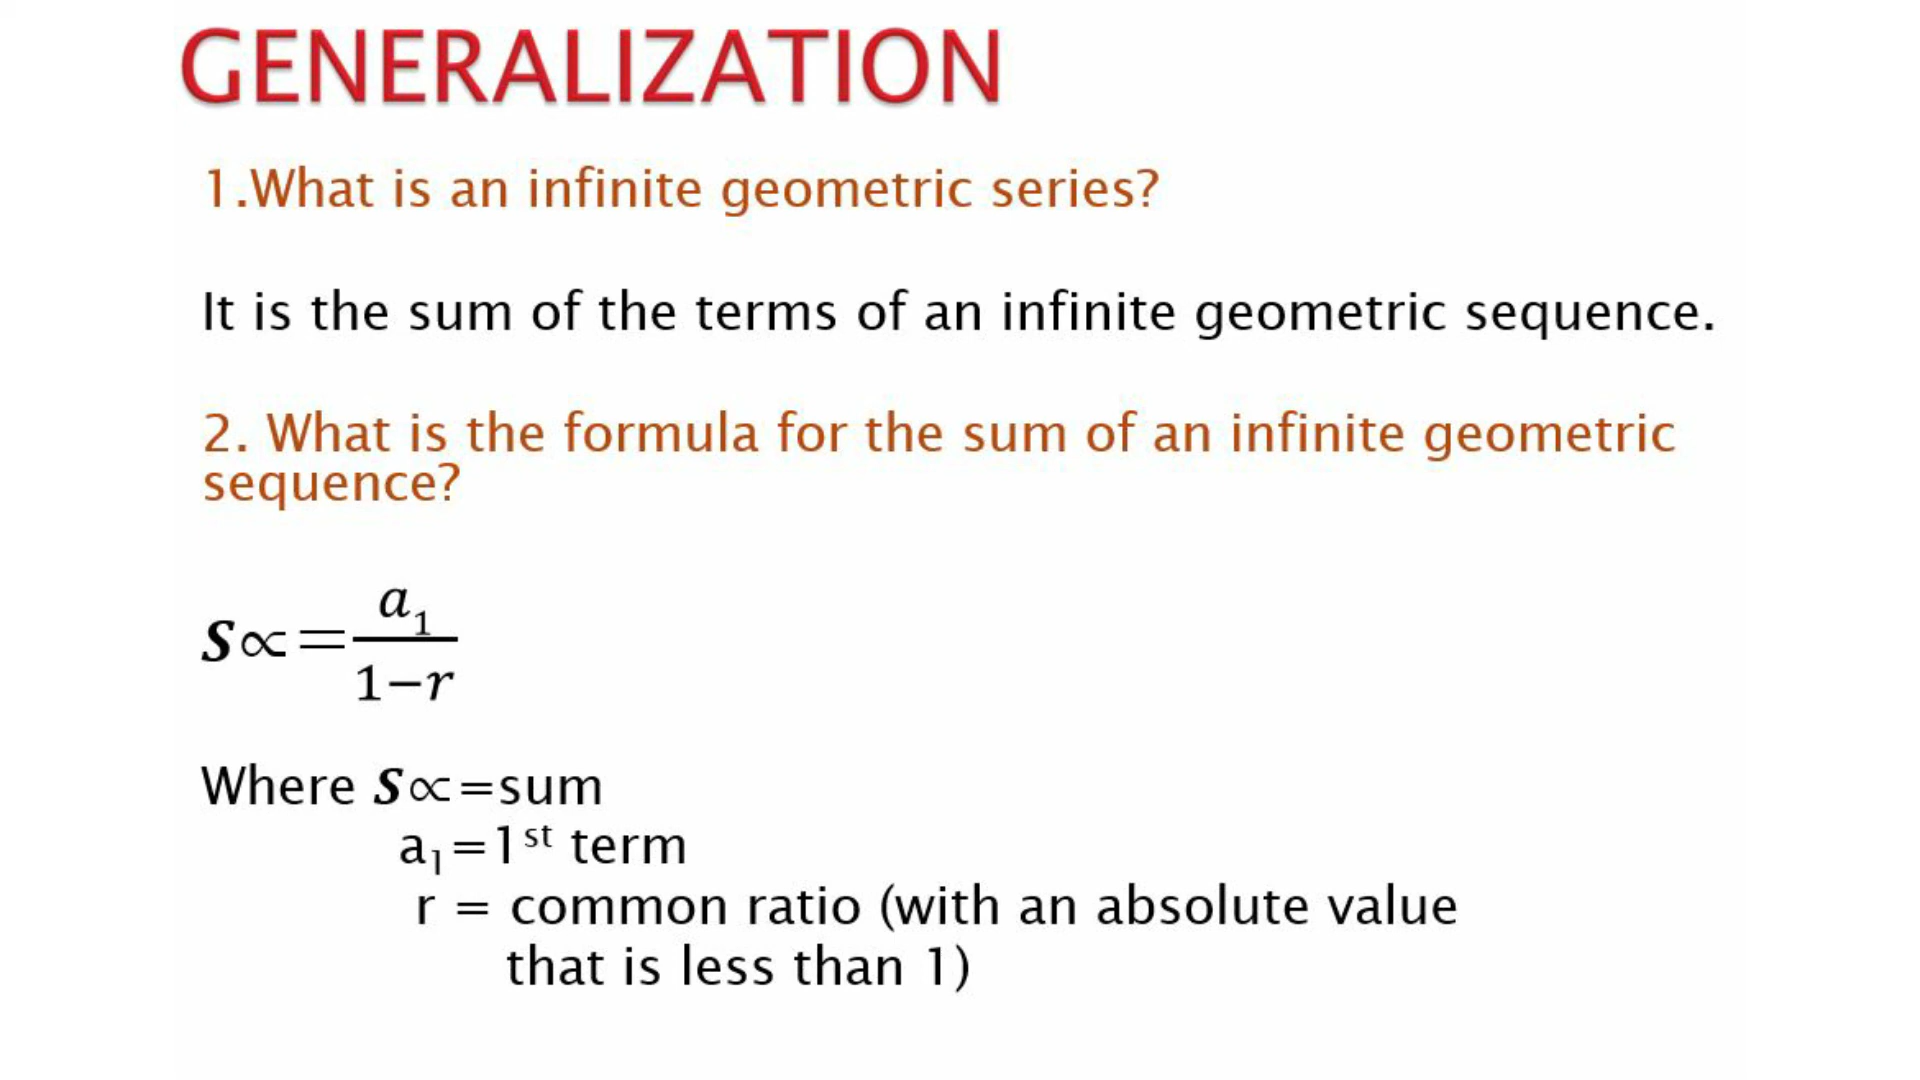 GENERALIZATION
1.What is an infinite geometric series?
It is the sum of the terms of an infinite geometric sequence.
2. What is the formula for the sum of an infinite geometric
sequence?
S∝=a₁/1−r
Where S∝=sum
a₁=1ˢᵗ term
r = common ratio (with an absolute value
that is less than 1)